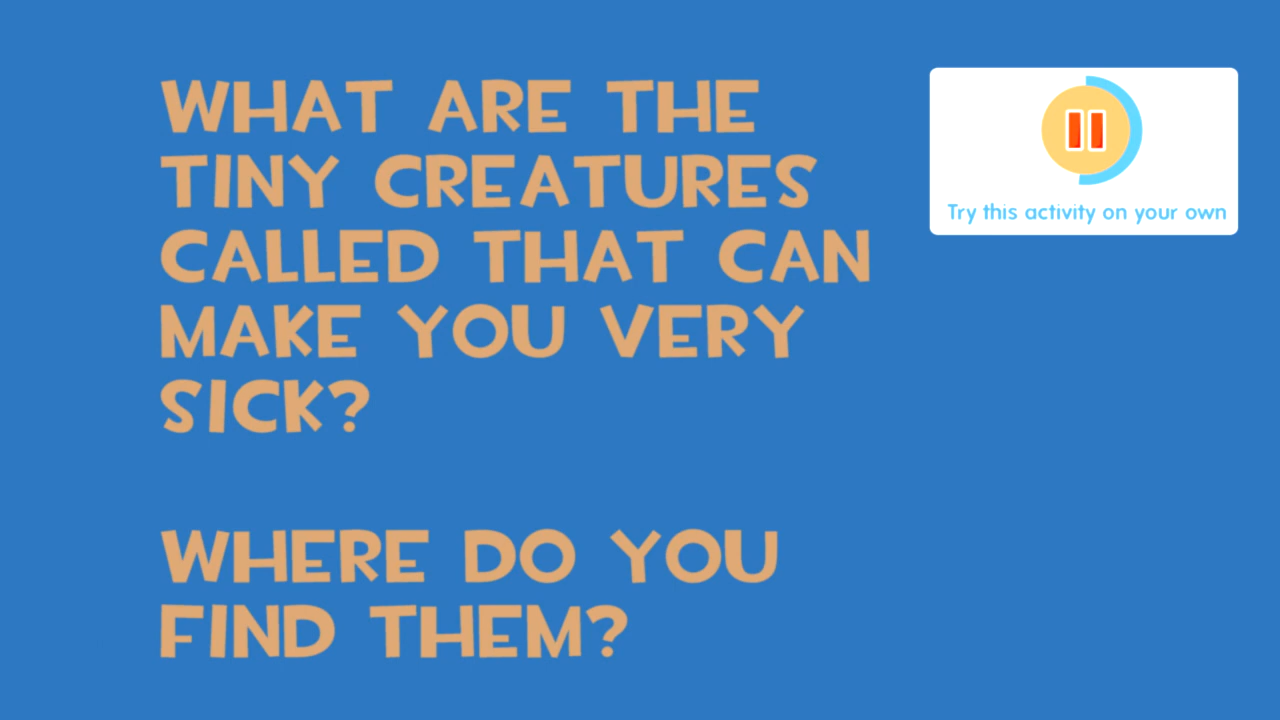 WHAT ARE THE
TINY CREATURES
CALLED THAT CAN
MAKE YOU VERY
SICK?
WHERE DO YOU
FIND THEM?
Try this activity on your own